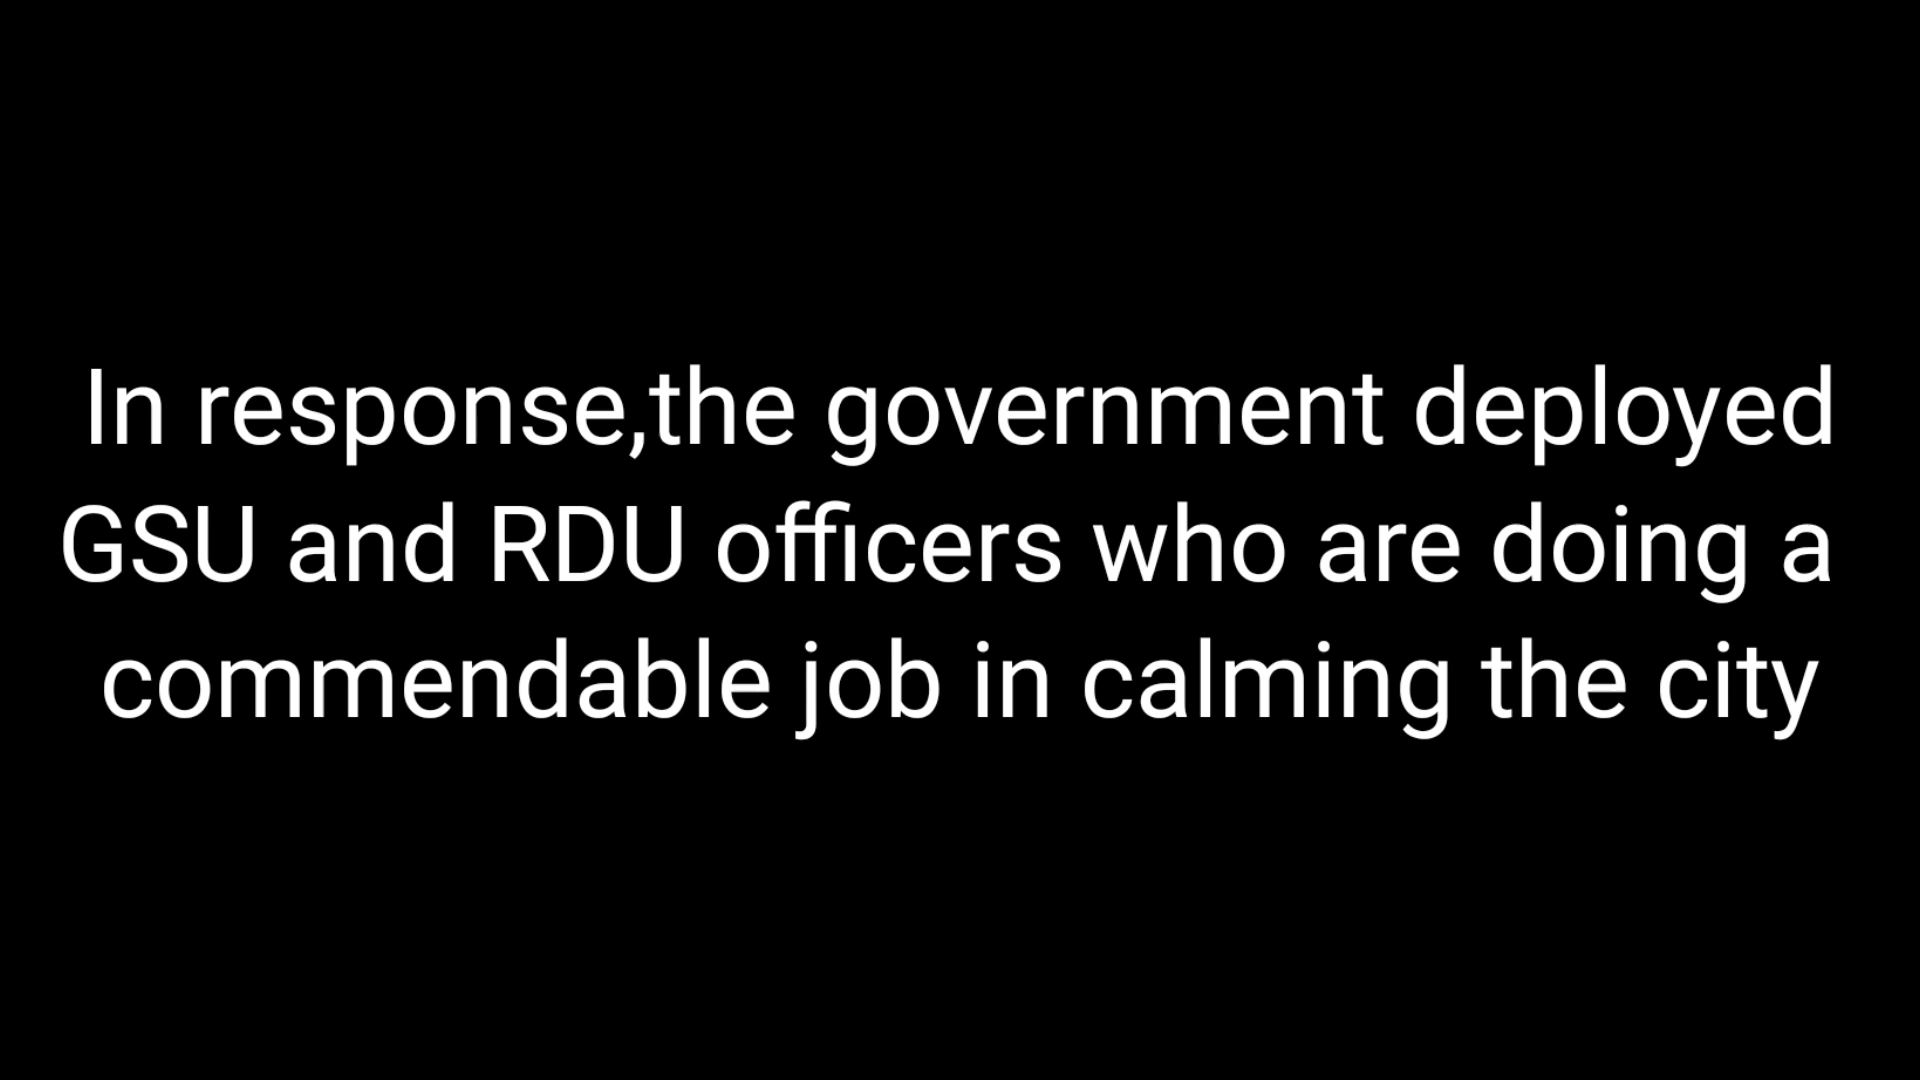 In response,the government deployed
GSU and RDU officers who are doing a
commendable job in calming the city